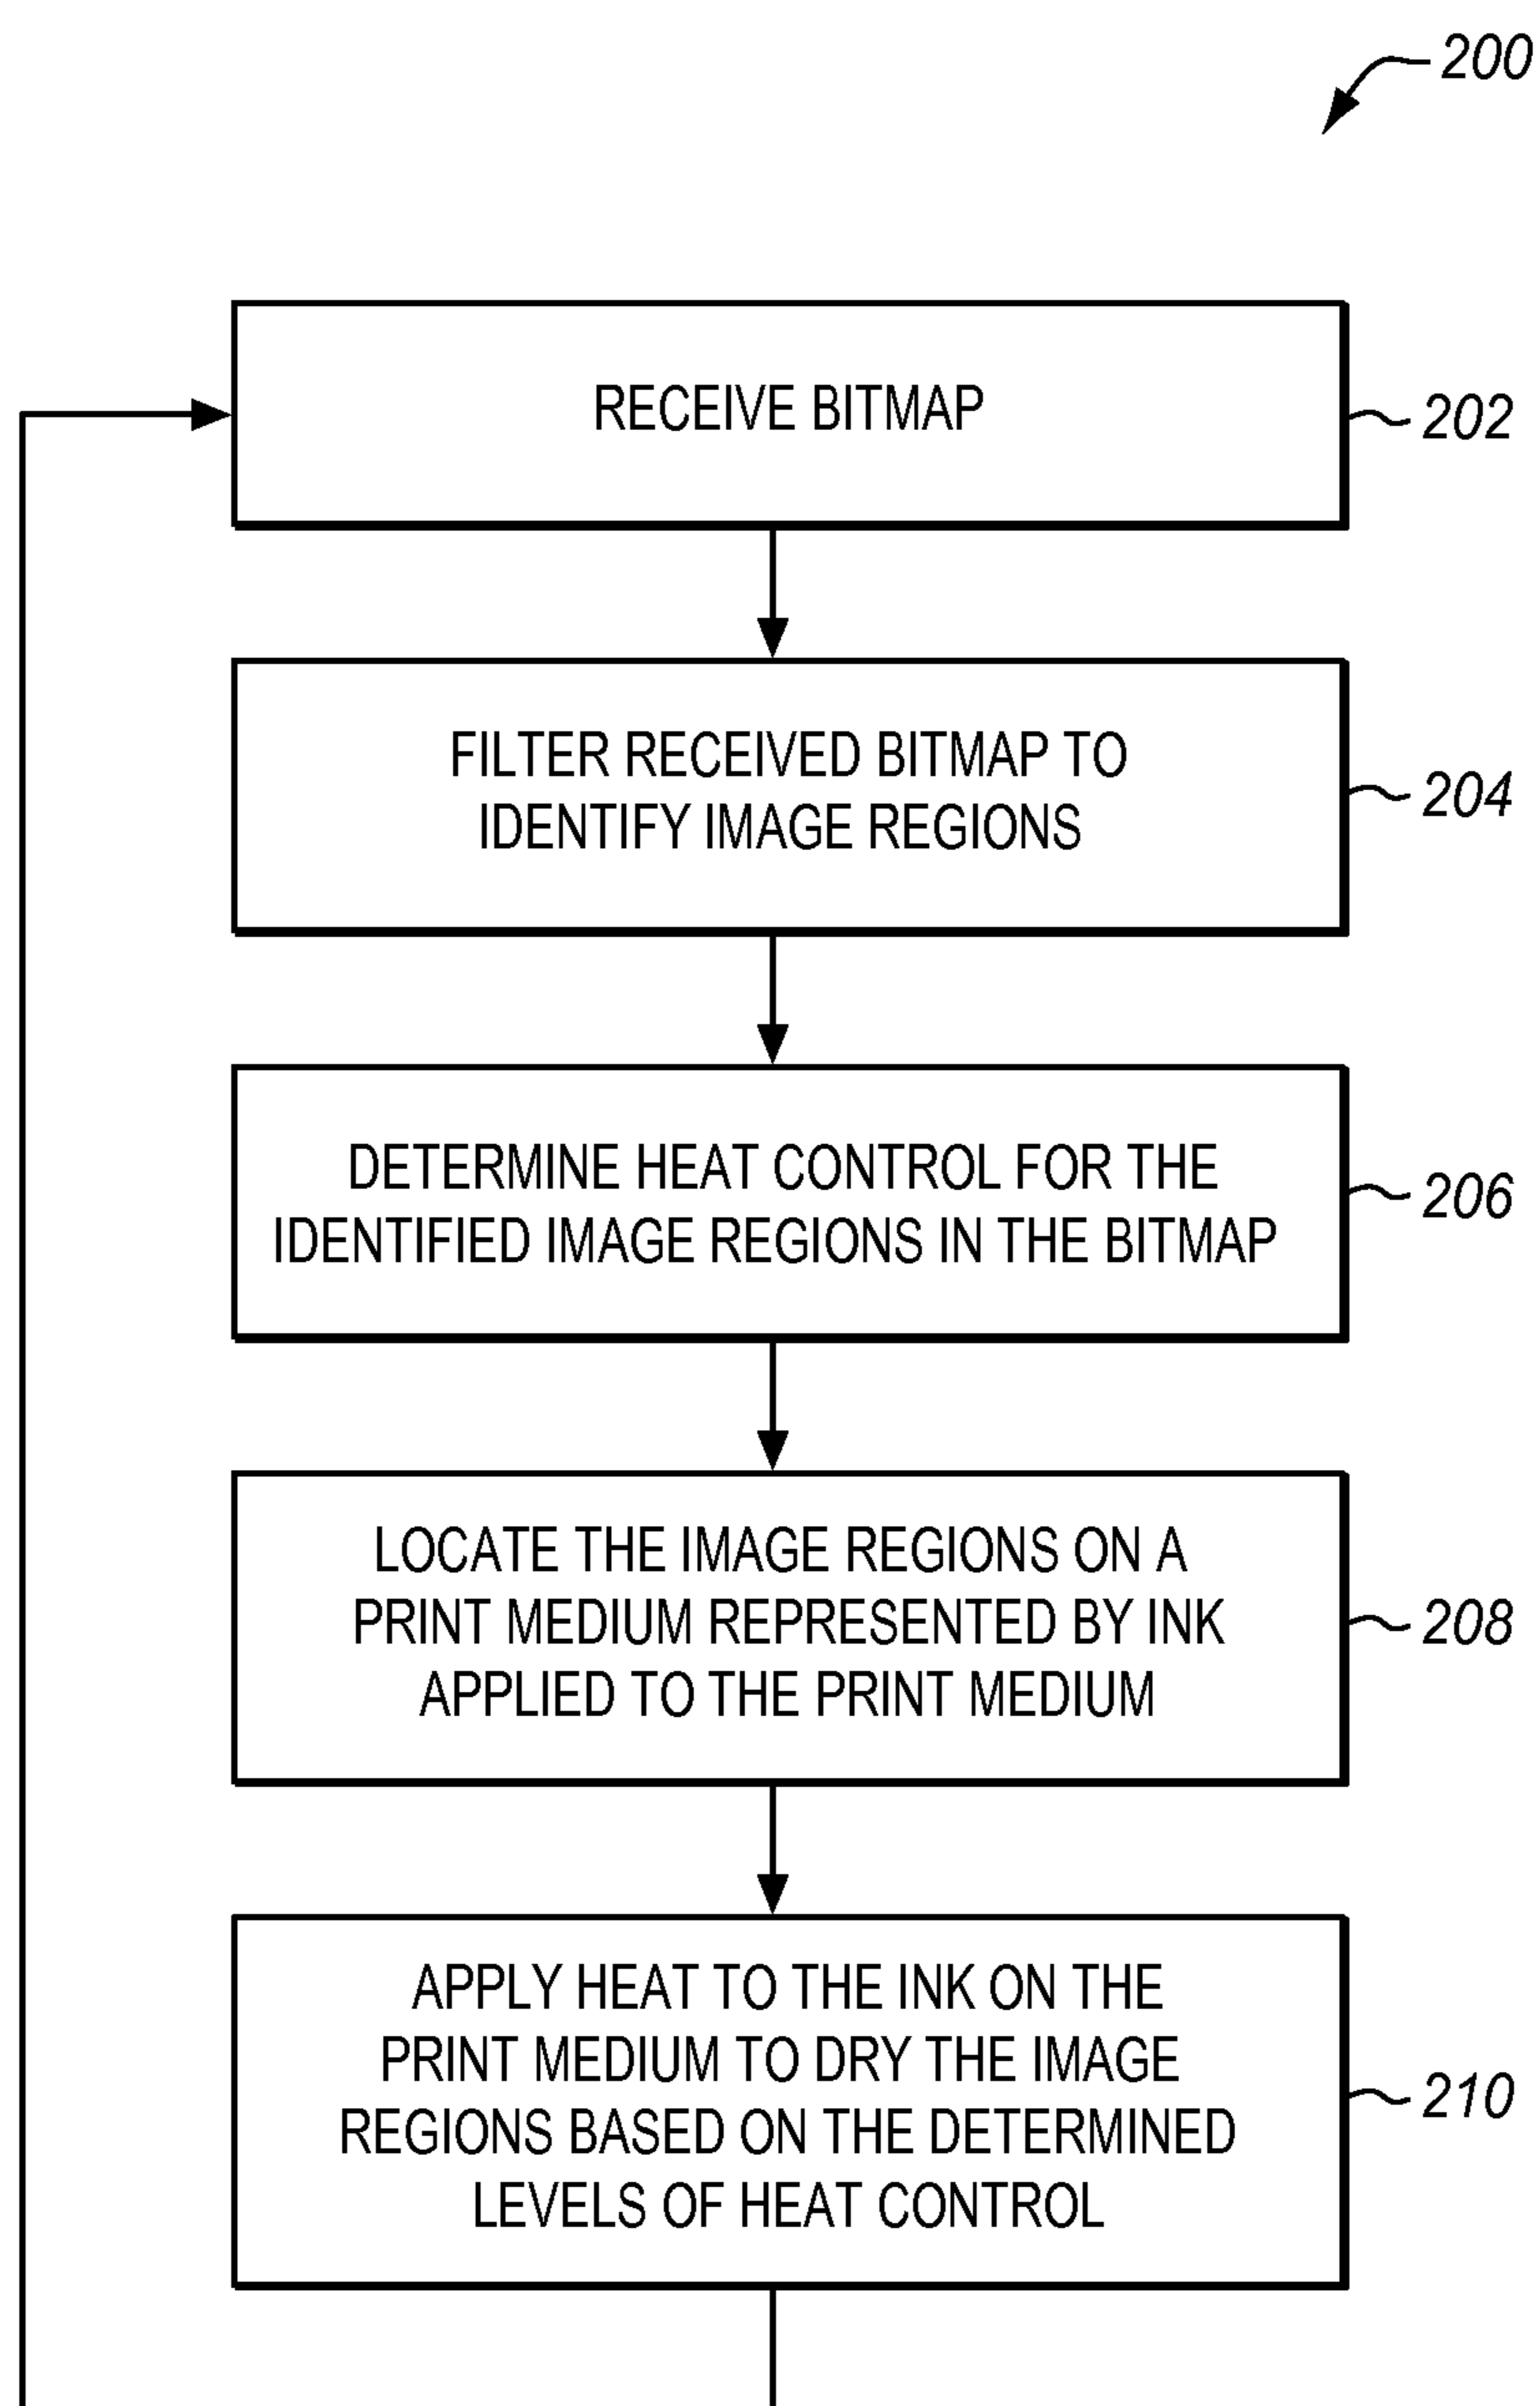 200
RECEIVE BITMAP
202
FILTER RECEIVED BITMAP TO
IDENTIFY IMAGE REGIONS
204
DETERMINE HEAT CONTROL FOR THE
IDENTIFIED IMAGE REGIONS IN THE BITMAP
206
LOCATE THE IMAGE REGIONS ON A
PRINT MEDIUM REPRESENTED BY INK
APPLIED TO THE PRINT MEDIUM
208
APPLY HEAT TO THE INK ON THE
PRINT MEDIUM TO DRY THE IMAGE
REGIONS BASED ON THE DETERMINED
LEVELS OF HEAT CONTROL
210